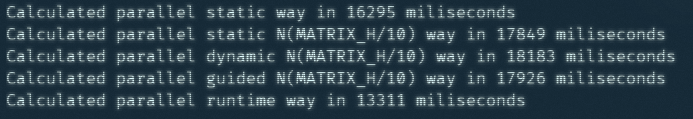 Calculated parallel static way in 16295 miliseconds
Calculated parallel static N(MATRIX_H/10) way in 17849 miliseconds
Calculated parallel dynamic N(MATRIX_H/10) way in 18183 miliseconds
Calculated parallel guided N(MATRIX_H/10) way in 17926 miliseconds
Calculated parallel runtime way in 13311 miliseconds